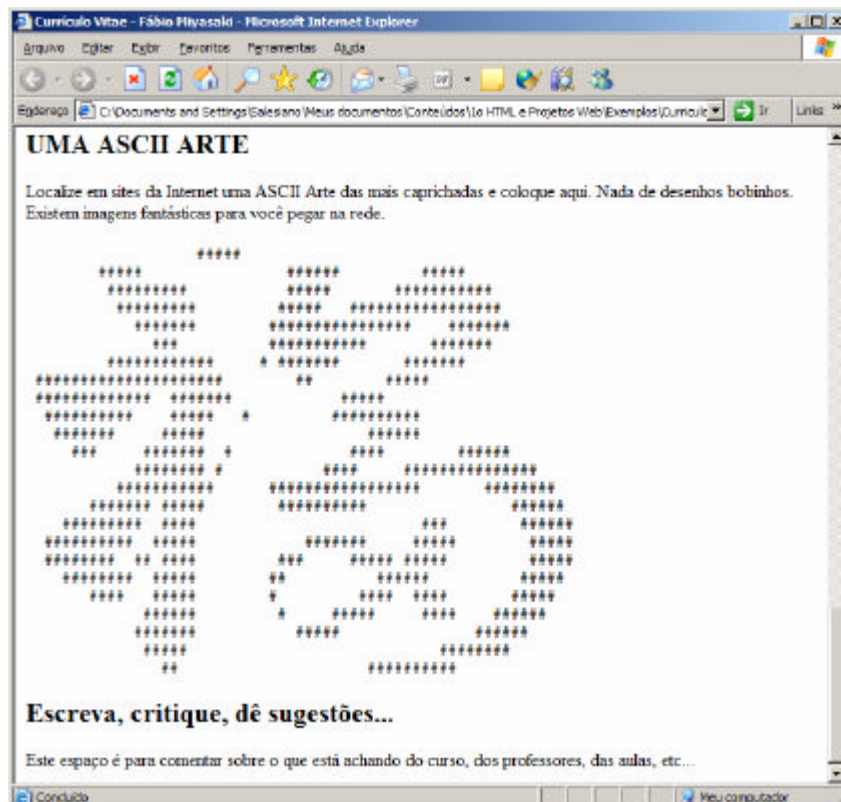 Curriculo Vitae - Fábio Miyasaki - Microsoft Internet Explorer
Arquivo Editar Exibir Favoritos Ferramentas Ajuda
Endereço C:\Documents and Settings\Salesiano\Meus documentos\Conteúdos\1o HTML e Projetos Web\Exemplos\Curricul Ir Links
UMA ASCII ARTE
Localize em sites da Internet uma ASCII Arte das mais caprichadas e coloque aqui. Nada de desenhos bobinhos.
Existem imagens fantásticas para você pegar na rede.
福
Escreva, critique, dê sugestões...
Este espaço é para comentar sobre o que está achando do curso, dos professores, das aulas, etc...
Concluído Meu computador